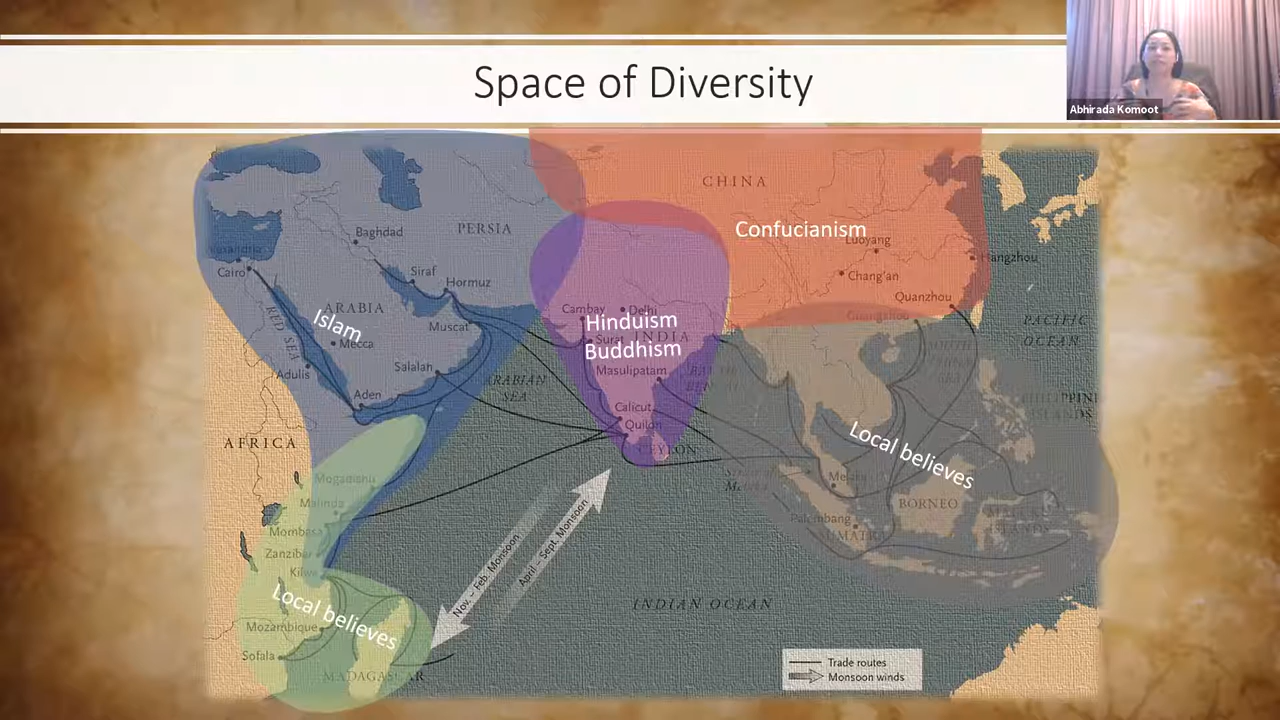 Space of Diversity
Abhirada Komoot
CHINA
Confucianism
Baghdad
PERSIA
Luoyang
Hangzhou
Cairo
Siraf
Chang'an
Hormuz
Quanzhou
ARABIA
Cambay
Delhi
Islam
Hinduism
INDIA
Guangzhou
PACIFIC
OCEAN
RED SEA
Muscat
Surat
Mecca
Buddhism
Adulis
Salalah
Masulipatam
ARABIAN
SEA
Aden
Calicut
Quilon
CEYLON
AFRICA
Local believes
Mogadishu
Malindi
BORNEO
Palembang
Mombasa
Zanzibar
Nov. – Feb. Monsoon
April – Sept. Monsoon
Local believes
INDIAN OCEAN
Mozambique
Sofala
MADAGASCAR
Trade routes
Monsoon winds